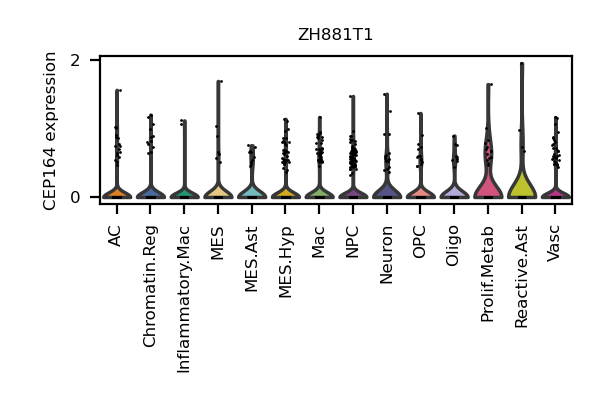 ZH881T1
CEP164 expression
2
0
AC
Chromatin.Reg
Inflammatory.Mac
MES
MES.Ast
MES.Hyp
Mac
NPC
Neuron
OPC
Oligo
Prolif.Metab
Reactive.Ast
Vasc